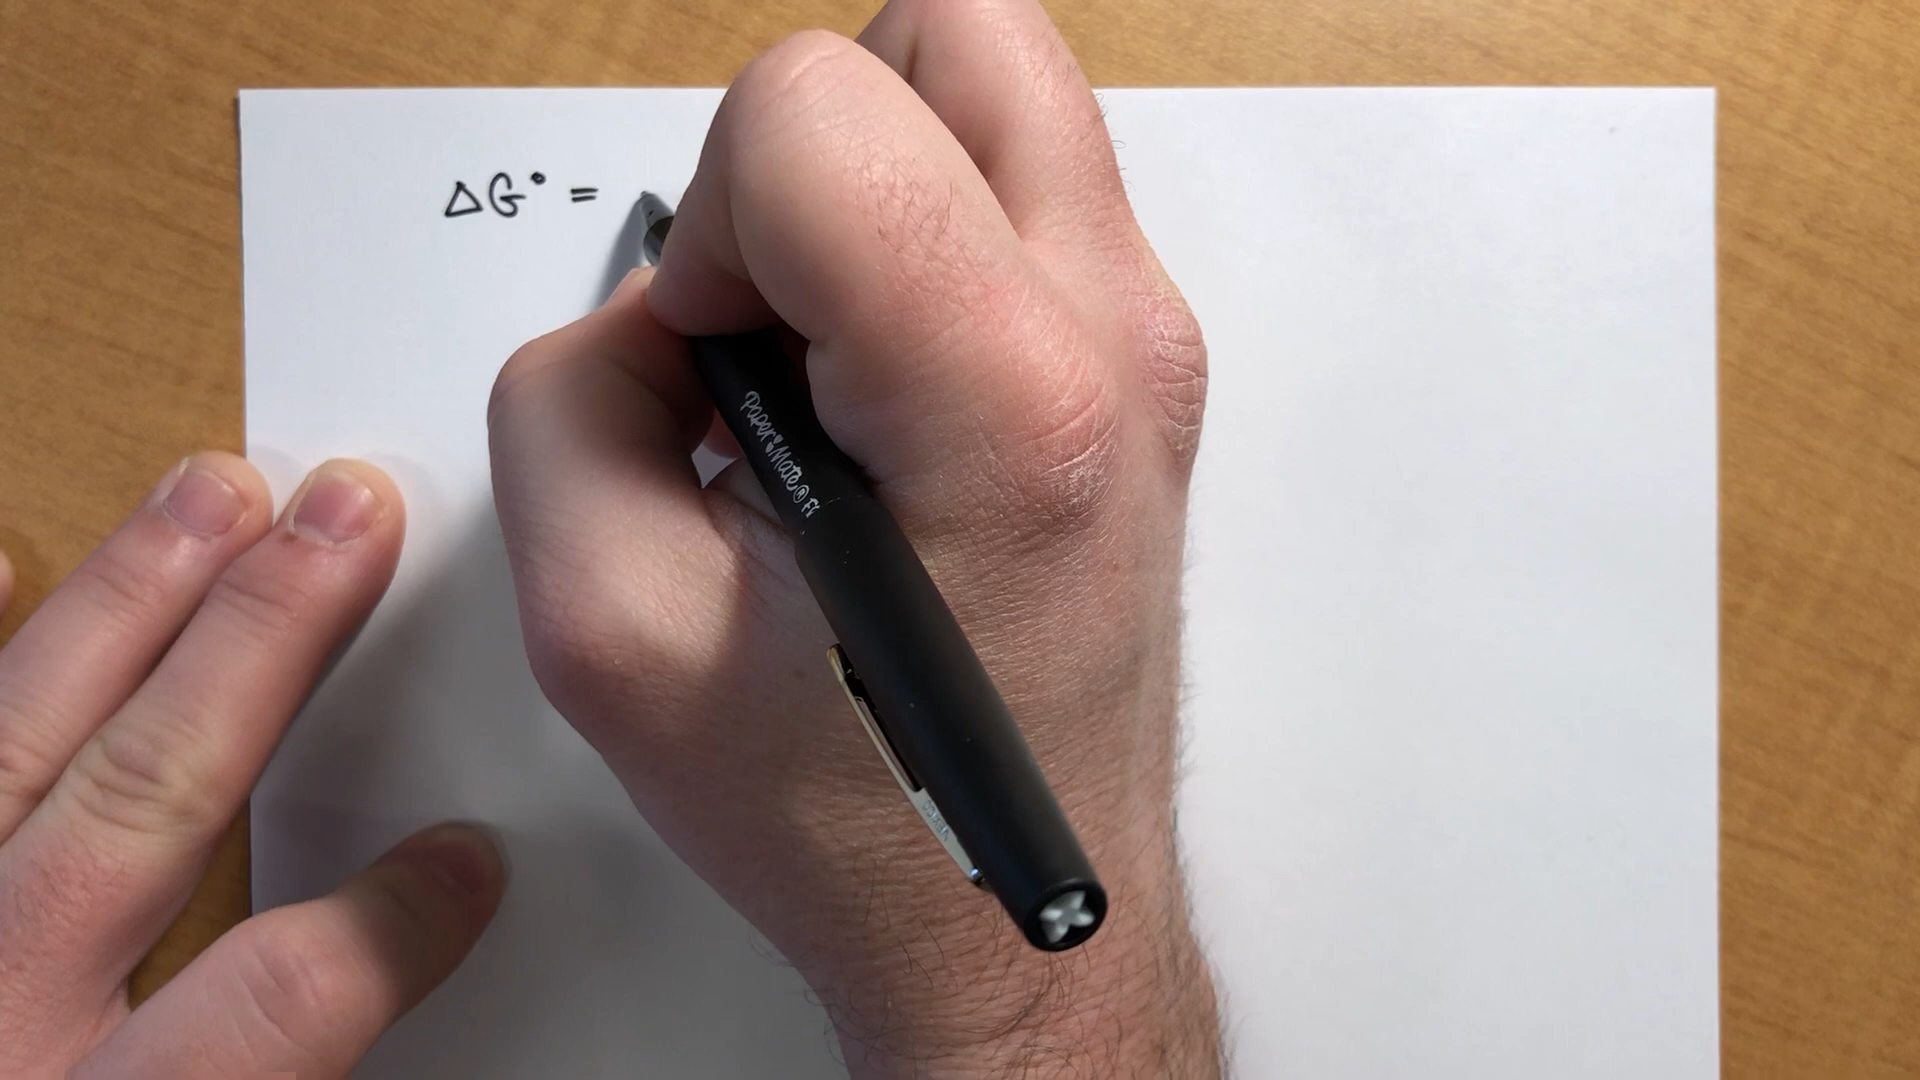 ΔG° =
Paper Mate®